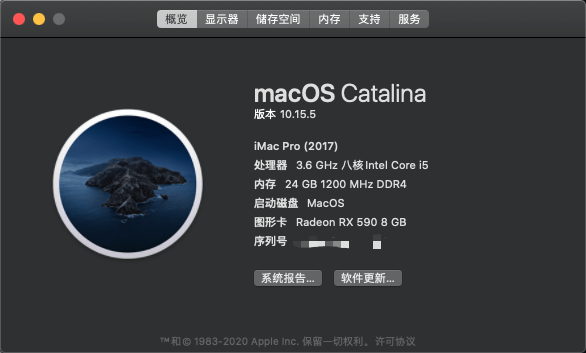 概览 显示器 储存空间 内存 支持 服务
macOS Catalina
版本 10.15.5
iMac Pro (2017)
处理器 3.6 GHz 八核Intel Core i5
内存 24 GB 1200 MHz DDR4
启动磁盘 MacOS
图形卡 Radeon RX 590 8 GB
序列号
系统报告... 软件更新...
™和© 1983-2020 Apple Inc. 保留一切权利。许可协议